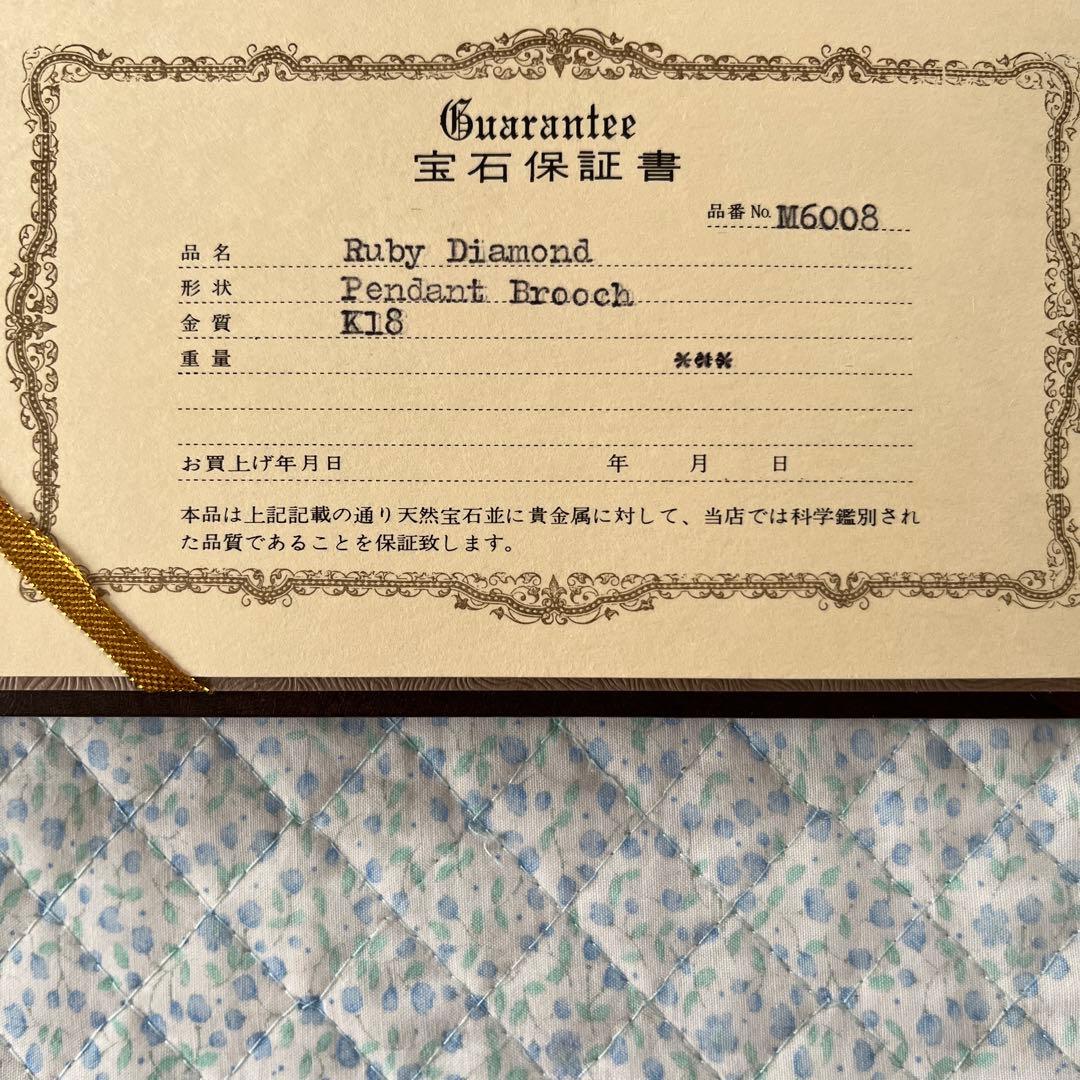 Guarantee
宝石保証書
品番 No. M6008
品名 Ruby Diamond
形状 Pendant Brooch
金質 K18
重量 ***
お買上げ年月日 年 月 日
本品は上記記載の通り天然宝石並に貴金属に対して、当店では科学鑑別され
た品質であることを保証致します。